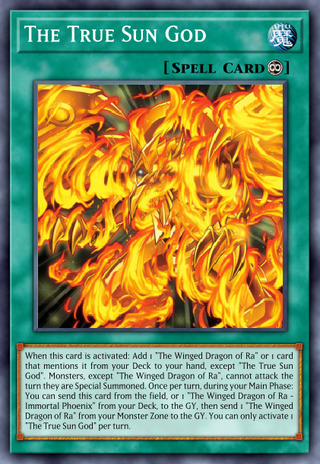 The True Sun God
[Spell Card]
When this card is activated: Add 1 "The Winged Dragon of Ra" or 1 card
that mentions it from your Deck to your hand, except "The True Sun
God". Monsters, except "The Winged Dragon of Ra", cannot attack the
turn they are Special Summoned. Once per turn, during your Main Phase:
You can send this card from the field, or 1 "The Winged Dragon of Ra -
Immortal Phoenix" from your Deck, to the GY, then send 1 "The Winged
Dragon of Ra" from your Monster Zone to the GY. You can only activate 1
"The True Sun God" per turn.